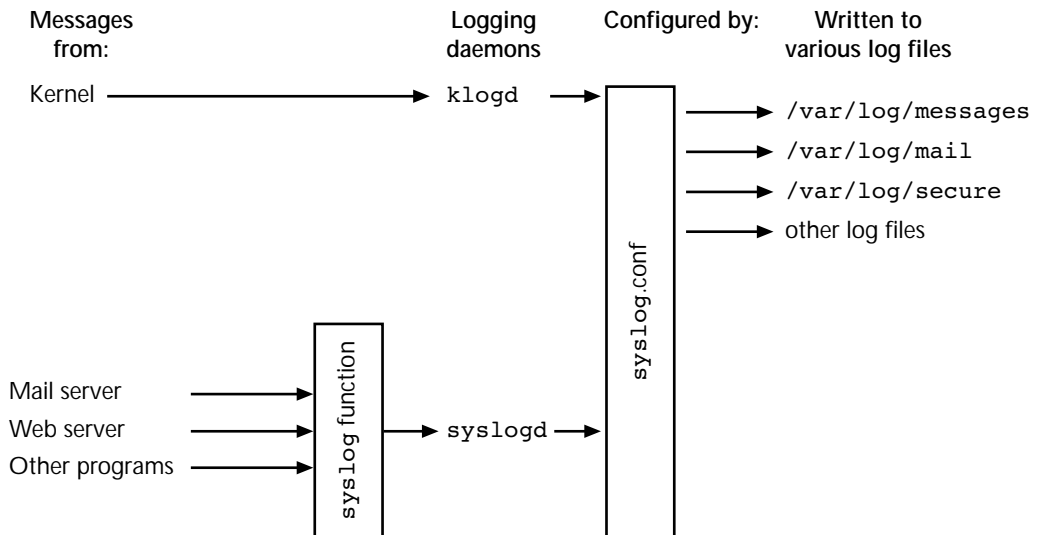 Messages
from:
Logging
daemons
Configured by:
Written to
various log files
Kernel
klogd
/var/log/messages
/var/log/mail
/var/log/secure
other log files
syslog.conf
syslog function
Mail server
Web server
Other programs
syslogd